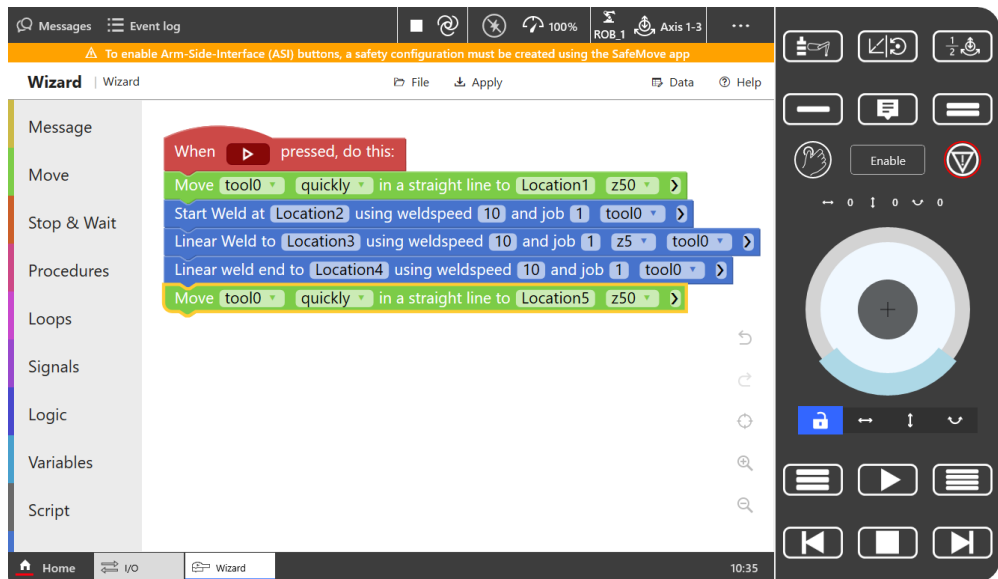 Messages Event log 100% ROB_1 Axis 1-3 ...
To enable Arm-Side-Interface (ASI) buttons, a safety configuration must be created using the SafeMove app
Wizard | Wizard File Apply Data Help
Message
Move
Stop & Wait
Procedures
Loops
Signals
Logic
Variables
Script
When pressed, do this:
Move tool0 quickly in a straight line to Location1 z50
Start Weld at Location2 using weldspeed 10 and job 1 tool0
Linear Weld to Location3 using weldspeed 10 and job 1 z5 tool0
Linear weld end to Location4 using weldspeed 10 and job 1 tool0
Move tool0 quickly in a straight line to Location5 z50
Home I/O Wizard 10:35
1/2
Enable
0 0 0